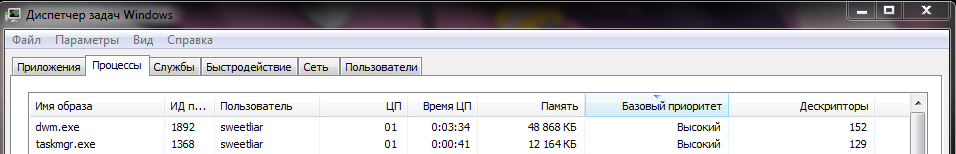 Диспетчер задач Windows
Файл Параметры Вид Справка
Приложения Процессы Службы Быстродействие Сеть Пользователи
Имя образа ИД п... Пользователь ЦП Время ЦП Память Базовый приоритет Дескрипторы
dwm.exe 1892 sweetliar 01 0:03:34 48 868 КБ Высокий 152
taskmgr.exe 1368 sweetliar 01 0:00:41 12 164 КБ Высокий 129